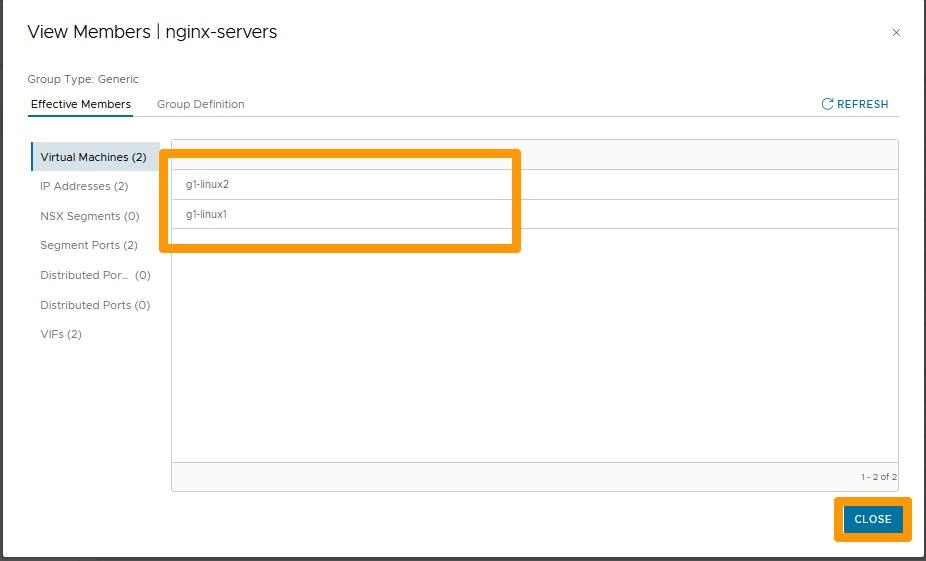 View Members | nginx-servers
Group Type: Generic
Effective Members
Group Definition
REFRESH
Virtual Machines (2)
IP Addresses (2)
NSX Segments (0)
Segment Ports (2)
Distributed Por... (0)
Distributed Ports (0)
VIFs (2)
g1-linux2
g1-linux1
1 - 2 of 2
CLOSE